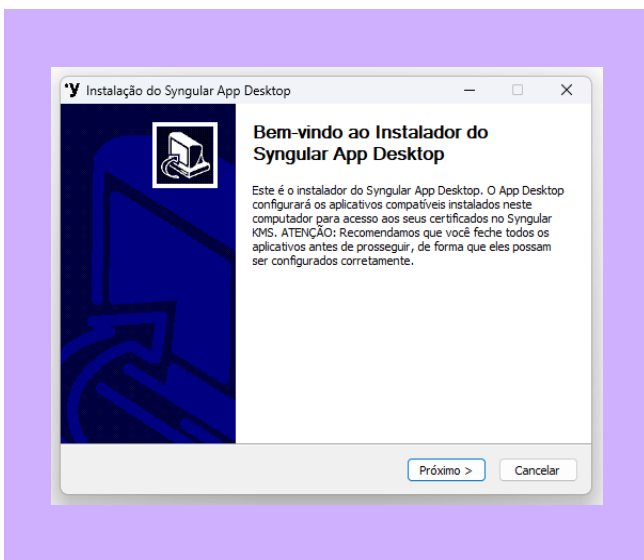 Instalação do Syngular App Desktop
Bem-vindo ao Instalador do
Syngular App Desktop
Este é o instalador do Syngular App Desktop. O App Desktop
configurará os aplicativos compatíveis instalados neste
computador para acesso aos seus certificados no Syngular
KMS. ATENÇÃO: Recomendamos que você feche todos os
aplicativos antes de prosseguir, de forma que eles possam
ser configurados corretamente.
Próximo >
Cancelar